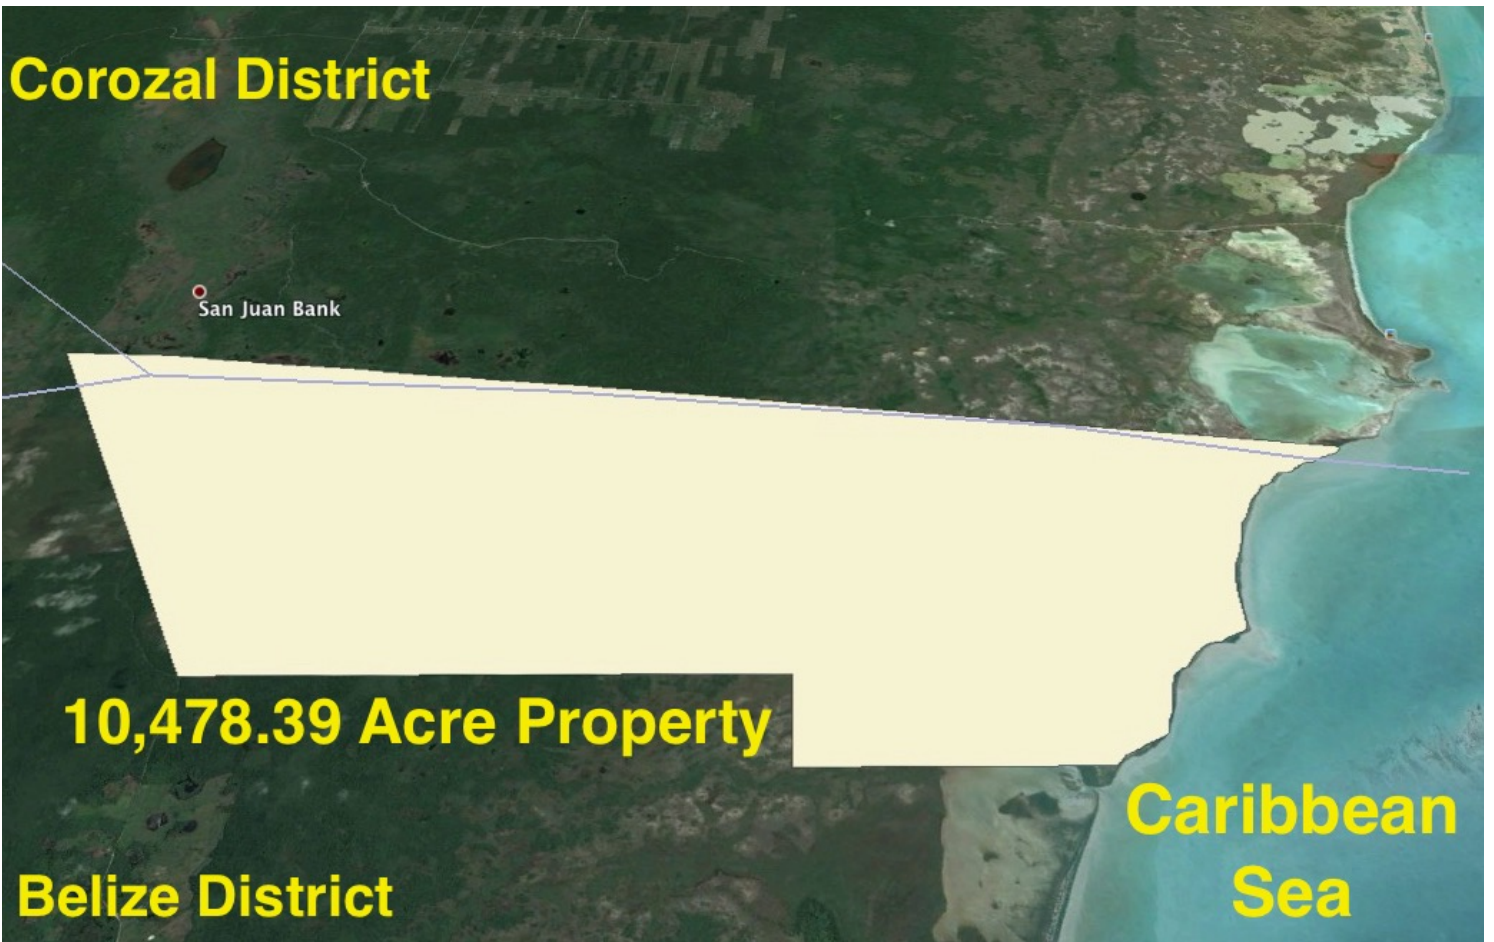 Corozal District
San Juan Bank
10,478.39 Acre Property
Caribbean
Sea
Belize District